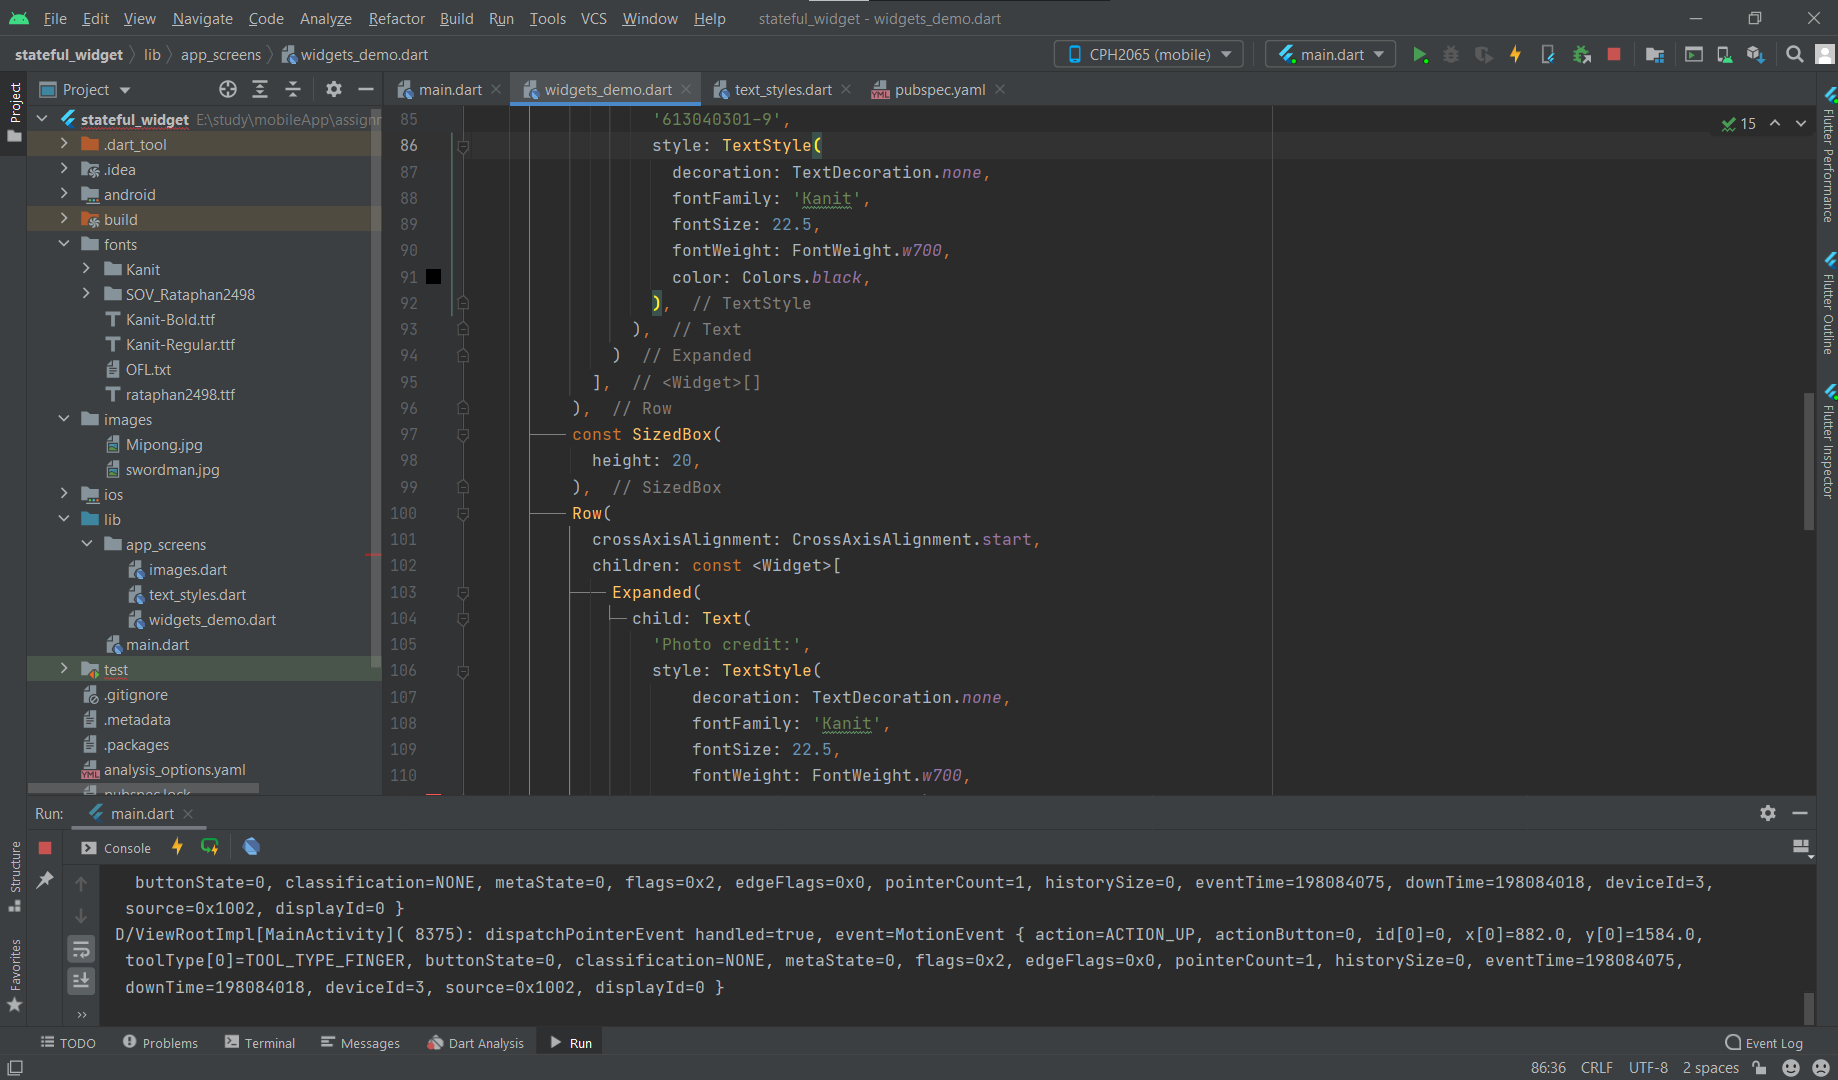 File Edit View Navigate Code Analyze Refactor Build Run Tools VCS Window Help stateful_widget - widgets_demo.dart
stateful_widget lib app_screens widgets_demo.dart CPH2065 (mobile) main.dart
Project
Project
main.dart widgets_demo.dart text_styles.dart pubspec.yaml
stateful_widget E:\study\mobileApp\assignr
.dart_tool
.idea
android
build
fonts
Kanit
SOV_Rataphan2498
Kanit-Bold.ttf
Kanit-Regular.ttf
OFL.txt
rataphan2498.ttf
images
Mipong.jpg
swordman.jpg
ios
lib
app_screens
images.dart
text_styles.dart
widgets_demo.dart
main.dart
test
.gitignore
.metadata
.packages
analysis_options.yaml
pubspec.lock
15
85 '613040301-9',
86 style: TextStyle(
87 decoration: TextDecoration.none,
88 fontFamily: 'Kanit',
89 fontSize: 22.5,
90 fontWeight: FontWeight.w700,
91 color: Colors.black,
92 ), // TextStyle
93 ), // Text
94 ) // Expanded
95 ], // <Widget>[]
96 ), // Row
97 const SizedBox(
98 height: 20,
99 ), // SizedBox
100 Row(
101 crossAxisAlignment: CrossAxisAlignment.start,
102 children: const <Widget>[
103 Expanded(
104 child: Text(
105 'Photo credit:',
106 style: TextStyle(
107 decoration: TextDecoration.none,
108 fontFamily: 'Kanit',
109 fontSize: 22.5,
110 fontWeight: FontWeight.w700,
Flutter Performance
Flutter Outline
Flutter Inspector
Run: main.dart
Console
Structure
Favorites
buttonState=0, classification=NONE, metaState=0, flags=0x2, edgeFlags=0x0, pointerCount=1, historySize=0, eventTime=198084075, downTime=198084018, deviceId=3,
source=0x1002, displayId=0 }
D/ViewRootImpl[MainActivity]( 8375): dispatchPointerEvent handled=true, event=MotionEvent { action=ACTION_UP, actionButton=0, id[0]=0, x[0]=882.0, y[0]=1584.0,
toolType[0]=TOOL_TYPE_FINGER, buttonState=0, classification=NONE, metaState=0, flags=0x2, edgeFlags=0x0, pointerCount=1, historySize=0, eventTime=198084075,
downTime=198084018, deviceId=3, source=0x1002, displayId=0 }
TODO Problems Terminal Messages Dart Analysis Run Event Log
86:36 CRLF UTF-8 2 spaces